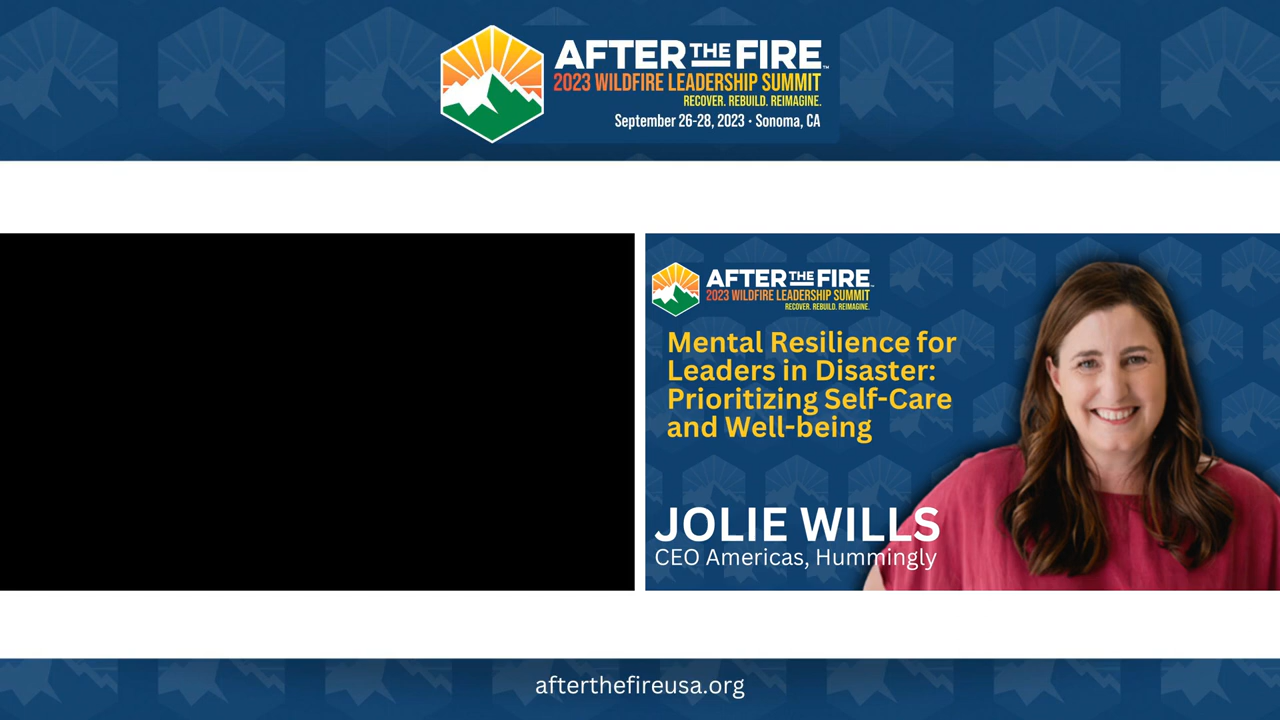 AFTER THE FIRE™
2023 WILDFIRE LEADERSHIP SUMMIT
RECOVER. REBUILD. REIMAGINE.
September 26-28, 2023 • Sonoma, CA
AFTER THE FIRE™
2023 WILDFIRE LEADERSHIP SUMMIT
RECOVER. REBUILD. REIMAGINE.
Mental Resilience for
Leaders in Disaster:
Prioritizing Self-Care
and Well-being
JOLIE WILLS
CEO Americas, Hummingly
afterthefireusa.org